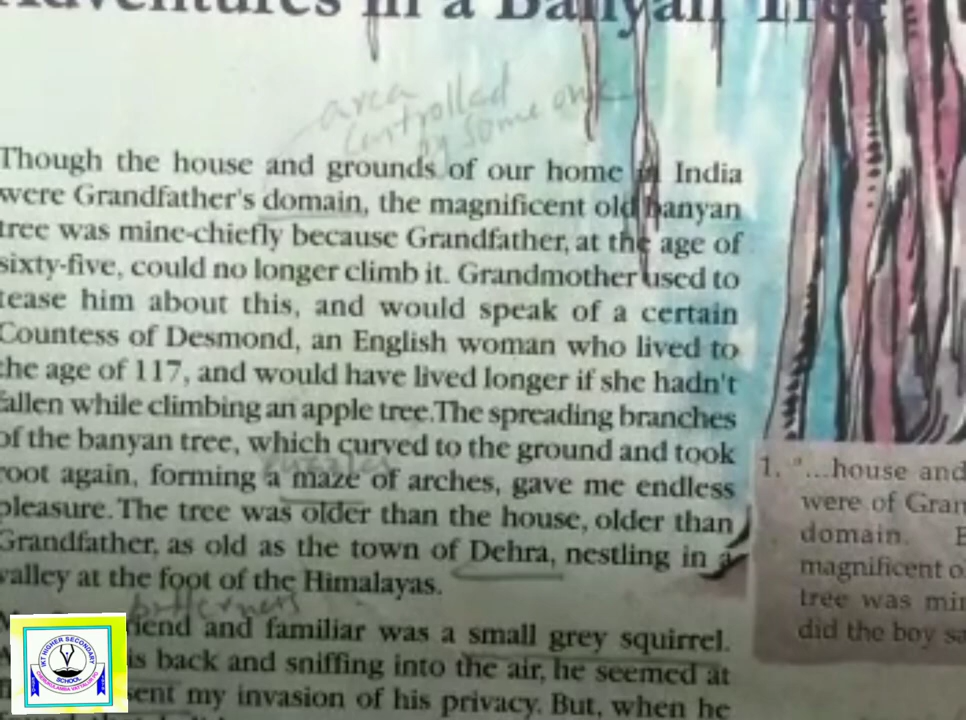 Adventures in a Banyan Tree
area
controlled
by some one
Though the house and grounds of our home in India
were Grandfather's domain, the magnificent old banyan
tree was mine-chiefly because Grandfather, at the age of
sixty-five, could no longer climb it. Grandmother used to
tease him about this, and would speak of a certain
Countess of Desmond, an English woman who lived to
the age of 117, and would have lived longer if she hadn't
fallen while climbing an apple tree.The spreading branches
of the banyan tree, which curved to the ground and took
root again, forming a maze of arches, gave me endless
pleasure. The tree was older than the house, older than
Grandfather, as old as the town of Dehra, nestling in a
valley at the foot of the Himalayas.
iend and familiar was a small grey squirrel.
is back and sniffing into the air, he seemed at
sent my invasion of his privacy. But, when he
1. "...house and
were of Gran
domain. B
magnificent o
tree was min
did the boy sa
HIGHER SECONDARY
SCHOOL